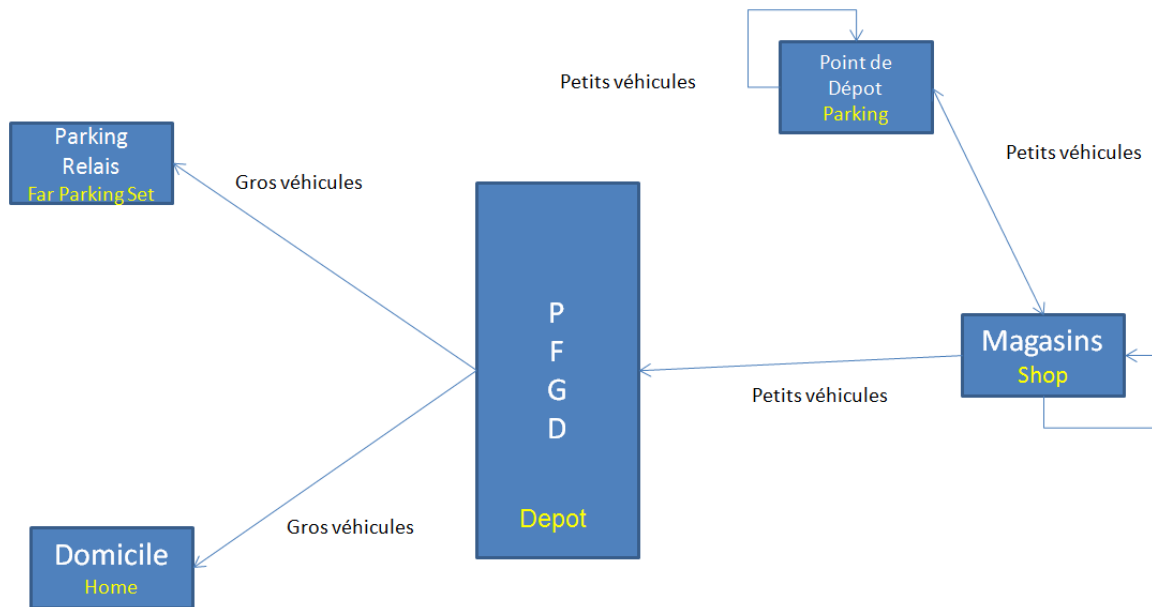 Point de
Dépot
Parking
Petits véhicules
Parking
Relais
Far Parking Set
Gros véhicules
Petits véhicules
P
F
G
D
Depot
Magasins
Shop
Petits véhicules
Gros véhicules
Domicile
Home